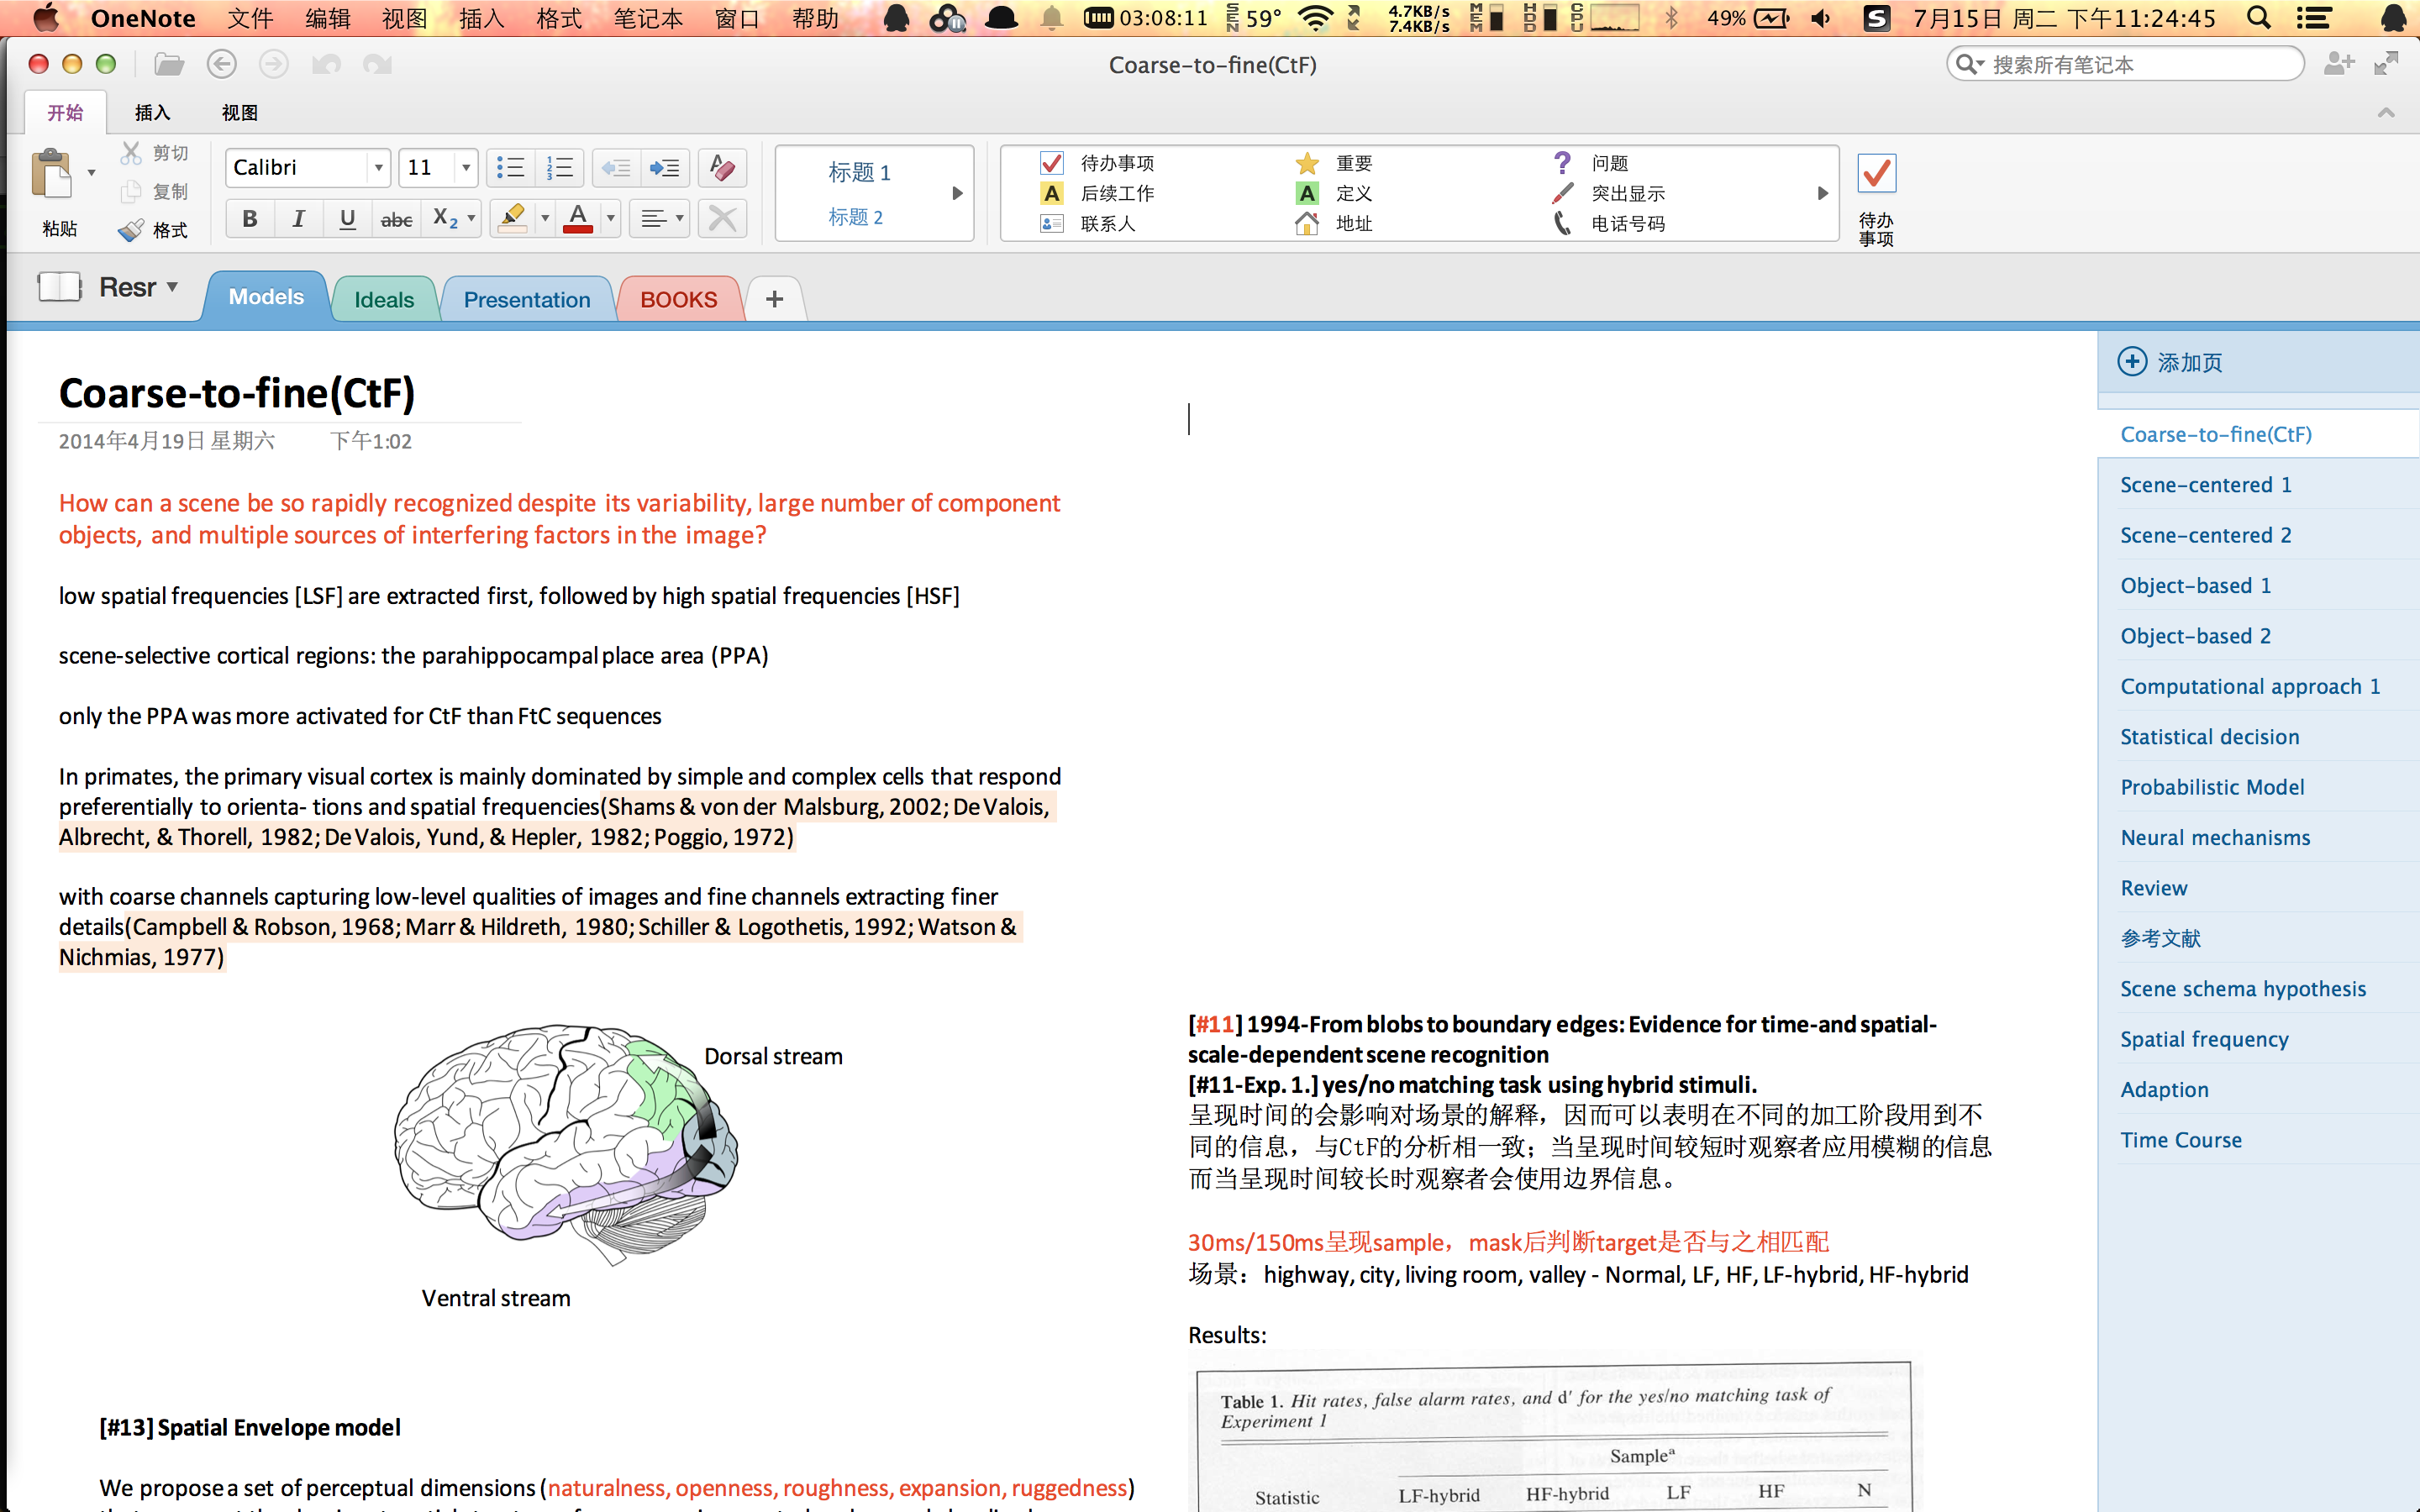 OneNote 文件 编辑 视图 插入 格式 笔记本 窗口 帮助 03:08:11 SEN 59° 4.7KB/s 7.4KB/s MEM HDD CPU 49% S 7月15日 周二 下午11:24:45
Coarse-to-fine(CtF)
搜索所有笔记本
开始 插入 视图
粘贴
剪切
复制
格式
Calibri 11
B I U abc X2 A
标题 1
标题 2
待办事项 重要 ? 问题
A 后续工作 A 定义 突出显示
联系人 地址 电话号码
待办
事项
Resr Models Ideals Presentation BOOKS +
Coarse-to-fine(CtF)
2014年4月19日 星期六 下午1:02
How can a scene be so rapidly recognized despite its variability, large number of component
objects, and multiple sources of interfering factors in the image?
low spatial frequencies [LSF] are extracted first, followed by high spatial frequencies [HSF]
scene-selective cortical regions: the parahippocampal place area (PPA)
only the PPA was more activated for CtF than FtC sequences
In primates, the primary visual cortex is mainly dominated by simple and complex cells that respond
preferentially to orienta- tions and spatial frequencies(Shams & von der Malsburg, 2002; De Valois,
Albrecht, & Thorell, 1982; De Valois, Yund, & Hepler, 1982; Poggio, 1972)
with coarse channels capturing low-level qualities of images and fine channels extracting finer
details(Campbell & Robson, 1968; Marr & Hildreth, 1980; Schiller & Logothetis, 1992; Watson &
Nichmias, 1977)
Dorsal stream
Ventral stream
[#13] Spatial Envelope model
We propose a set of perceptual dimensions (naturalness, openness, roughness, expansion, ruggedness)
[#11] 1994-From blobs to boundary edges: Evidence for time-and spatial-
scale-dependent scene recognition
[#11-Exp. 1.] yes/no matching task using hybrid stimuli.
呈现时间的会影响对场景的解释，因而可以表明在不同的加工阶段用到不
同的信息，与CtF的分析相一致；当呈现时间较短时观察者应用模糊的信息
而当呈现时间较长时观察者会使用边界信息。
30ms/150ms呈现sample，mask后判断target是否与之相匹配
场景：highway, city, living room, valley - Normal, LF, HF, LF-hybrid, HF-hybrid
Results:
Table 1. Hit rates, false alarm rates, and d' for the yes/no matching task of
Experiment 1
Sampleª
Statistic LF-hybrid HF-hybrid LF HF N
添加页
Coarse-to-fine(CtF)
Scene-centered 1
Scene-centered 2
Object-based 1
Object-based 2
Computational approach 1
Statistical decision
Probabilistic Model
Neural mechanisms
Review
参考文献
Scene schema hypothesis
Spatial frequency
Adaption
Time Course